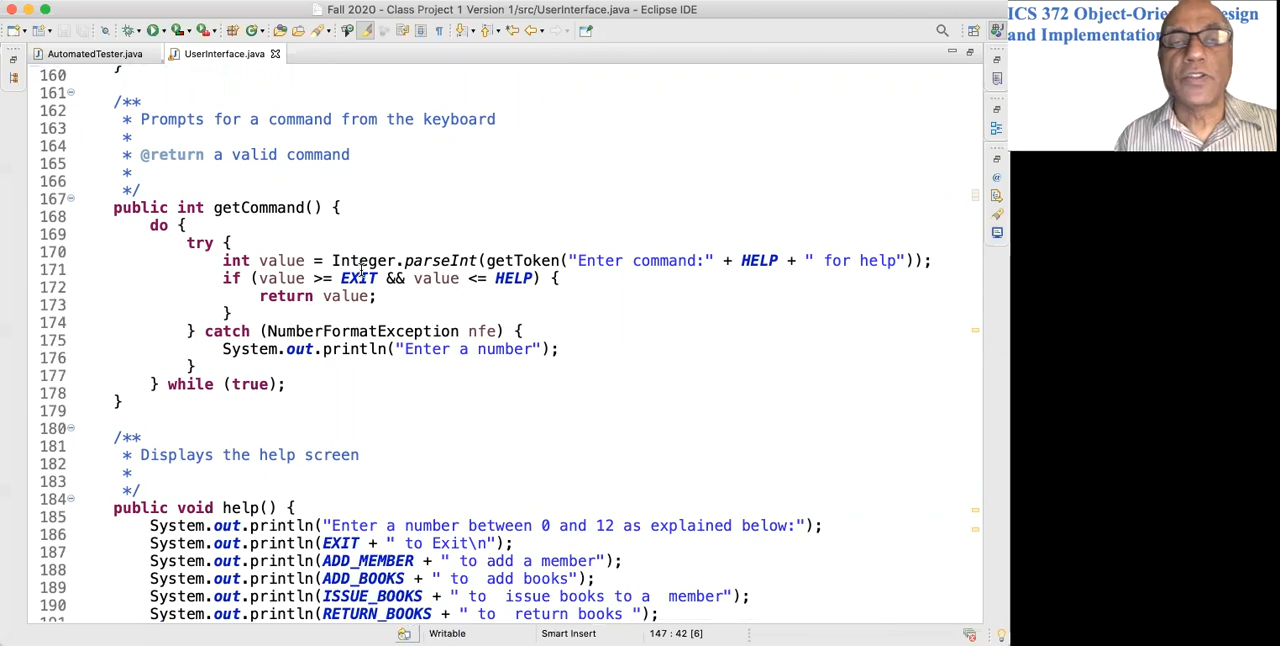 Fall 2020 - Class Project 1 Version 1/src/UserInterface.java - Eclipse IDE
ICS 372 Object-Oriented Design
and Implementation
AutomatedTester.java
UserInterface.java
160 }
161
162 /**
163 * Prompts for a command from the keyboard
164 *
165 * @return a valid command
166 *
167 */
168 public int getCommand() {
169 do {
170 try {
171 int value = Integer.parseInt(getToken("Enter command:" + HELP + " for help"));
172 if (value >= EXIT && value <= HELP) {
173 return value;
174 }
175 } catch (NumberFormatException nfe) {
176 System.out.println("Enter a number");
177 }
178 } while (true);
179 }
180
181 /**
182 * Displays the help screen
183 *
184 */
185 public void help() {
186 System.out.println("Enter a number between 0 and 12 as explained below:");
187 System.out.println(EXIT + " to Exit\n");
188 System.out.println(ADD_MEMBER + " to add a member");
189 System.out.println(ADD_BOOKS + " to  add books");
190 System.out.println(ISSUE_BOOKS + " to  issue books to a  member");
System.out.println(RETURN_BOOKS + " to  return books ");
Writable
Smart Insert
147 : 42 [6]